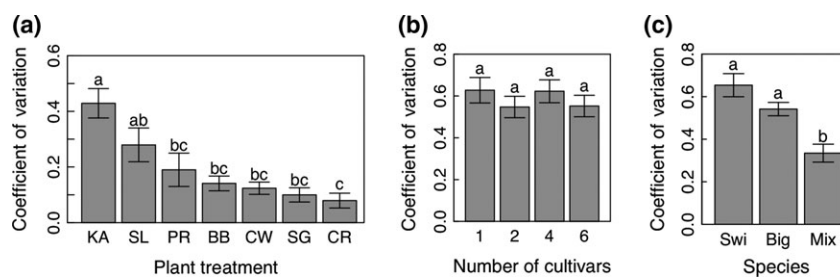 (a)
Coefficient of variation
0.6
0.4
0.2
0.0
a
ab
bc
bc
bc
bc
c
KA SL PR BB CW SG CR
Plant treatment
(b)
Coefficient of variation
0.8
0.6
0.4
0.2
0.0
a
a
a
a
1 2 4 6
Number of cultivars
(c)
Coefficient of variation
0.8
0.6
0.4
0.2
0.0
a
a
b
Swi Big Mix
Species